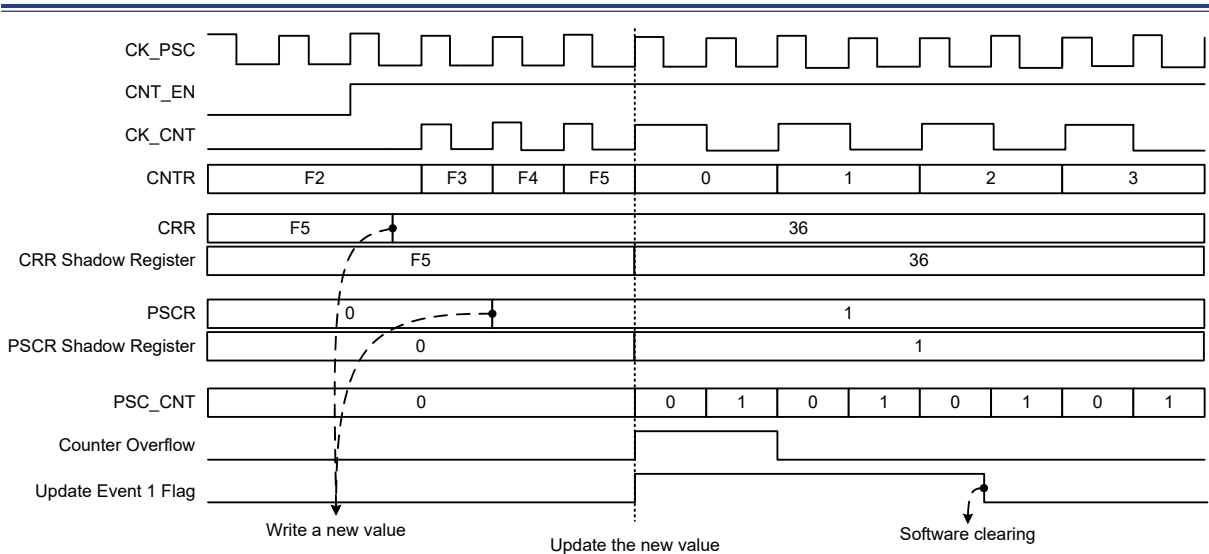 CK_PSC
CNT_EN
CK_CNT
CNTR F2 F3 F4 F5 0 1 2 3
CRR F5 36
CRR Shadow Register F5 36
PSCR 0 1
PSCR Shadow Register 0 1
PSC_CNT 0 0 1 0 1 0 1 0 1
Counter Overflow
Update Event 1 Flag
Write a new value
Update the new value
Software clearing